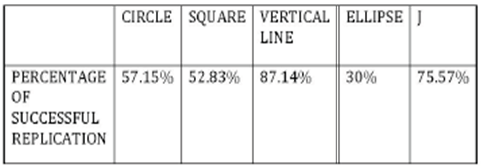 CIRCLE SQUARE VERTICAL ELLIPSE J
LINE
PERCENTAGE 57.15% 52.83% 87.14% 30% 75.57%
OF
SUCCESSFUL
REPLICATION